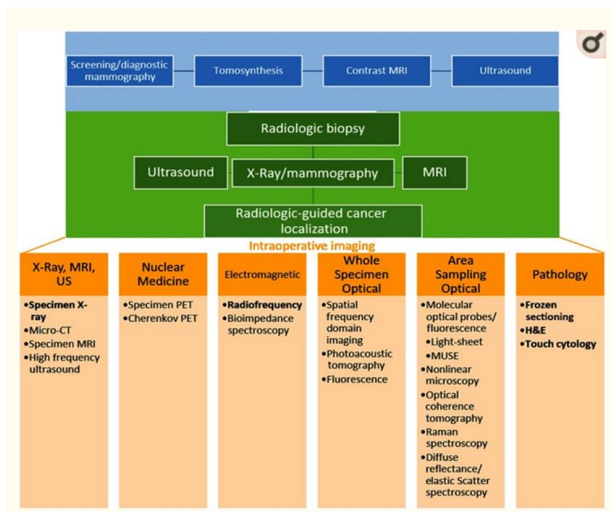 Screening/diagnostic
mammography
Tomosynthesis
Contrast MRI
Ultrasound
Radiologic biopsy
Ultrasound
X-Ray/mammography
MRI
Radiologic-guided cancer
localization
Intraoperative imaging
X-Ray, MRI,
US
•Specimen X-
ray
•Micro-CT
•Specimen MRI
•High frequency
ultrasound
Nuclear
Medicine
•Specimen PET
•Cherenkov PET
Electromagnetic
•Radiofrequency
•Bioimpedance
spectroscopy
Whole
Specimen
Optical
•Spatial
frequency
domain
imaging
•Photoacoustic
tomography
•Fluorescence
Area
Sampling
Optical
•Molecular
optical probes/
fluorescence
•Light-sheet
•MUSE
•Nonlinear
microscopy
•Optical
coherence
tomography
•Raman
spectroscopy
•Diffuse
reflectance/
elastic Scatter
spectroscopy
Pathology
•Frozen
sectioning
•H&E
•Touch cytology